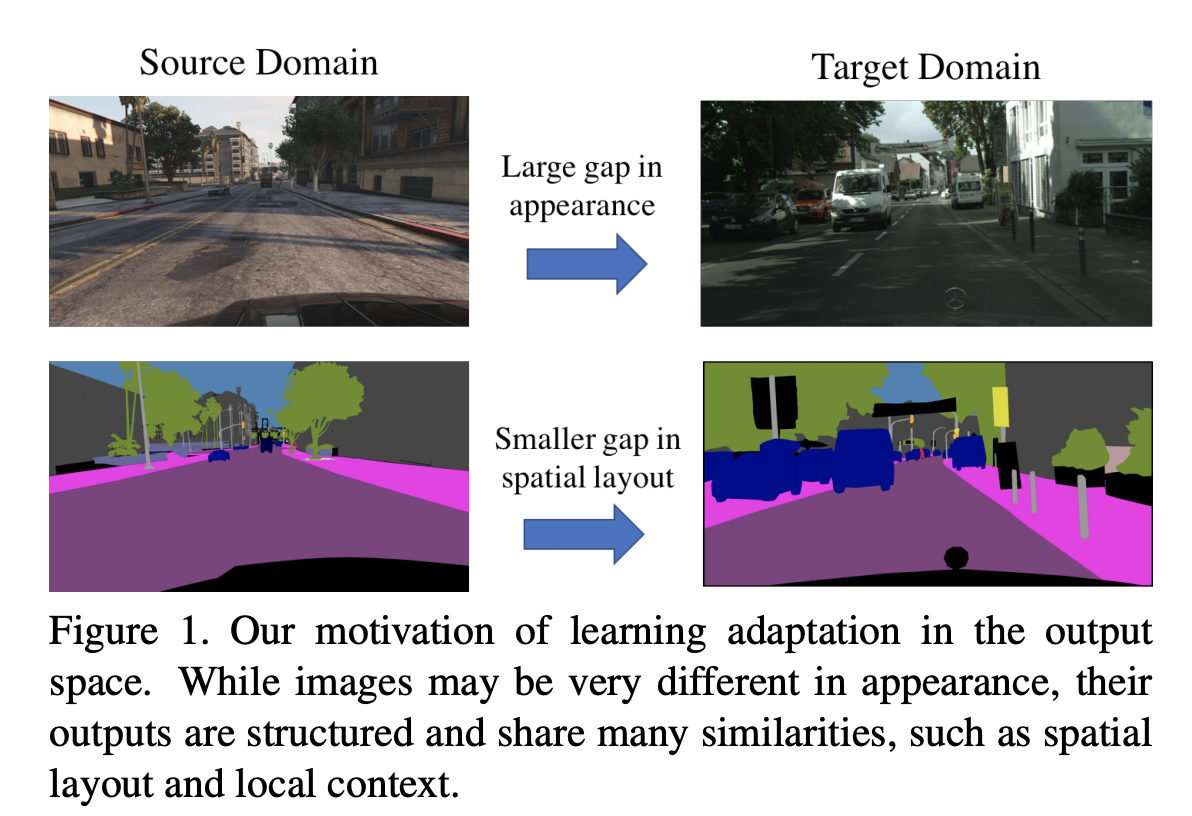 Source Domain
Target Domain
Large gap in
appearance
Smaller gap in
spatial layout
Figure 1. Our motivation of learning adaptation in the output
space. While images may be very different in appearance, their
outputs are structured and share many similarities, such as spatial
layout and local context.